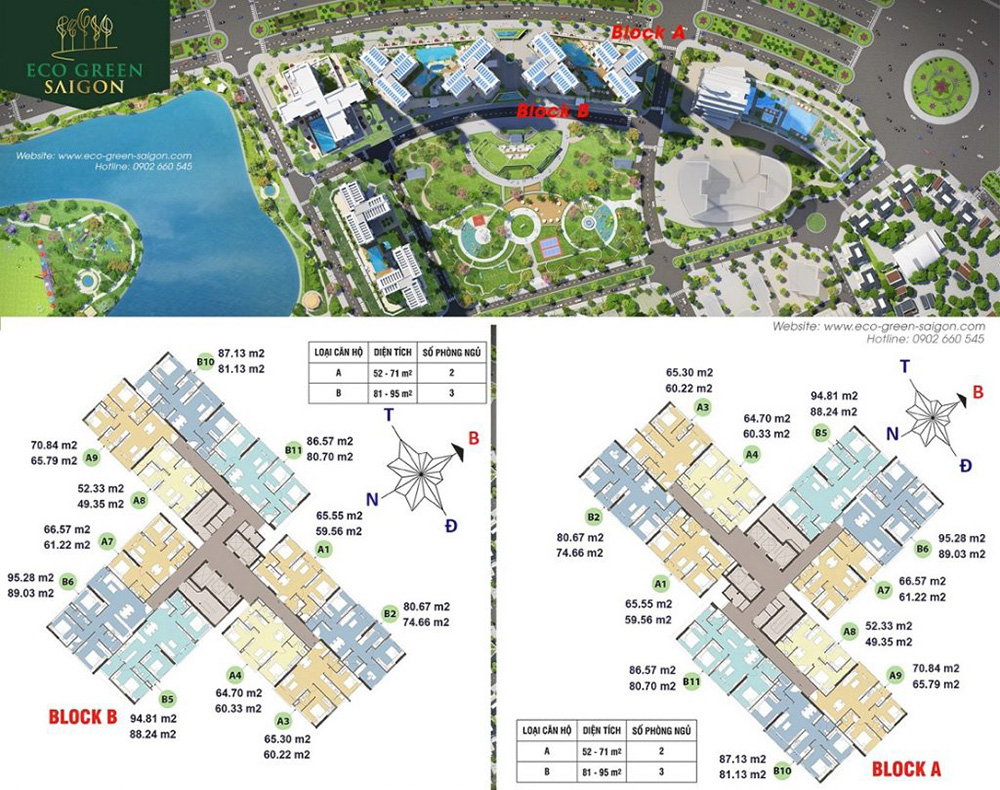 ECO GREEN
SAIGON
Block A
Block B
Website: www.eco-green-saigon.com
Hotline: 0902 660 545
Website: www.eco-green-saigon.com
Hotline: 0902 660 545
LOẠI CĂN HỘ DIỆN TÍCH SỐ PHÒNG NGỦ
A 52 - 71 m² 2
B 81 - 95 m² 3
T
B
N
Đ
B10
87.13 m2
81.13 m2
B11
86.57 m2
80.70 m2
70.84 m2
65.79 m2
A9
52.33 m2
49.35 m2
A8
66.57 m2
61.22 m2
A7
65.55 m2
59.56 m2
A1
95.28 m2
89.03 m2
B6
B2
80.67 m2
74.66 m2
A4
64.70 m2
60.33 m2
B5
94.81 m2
88.24 m2
A3
65.30 m2
60.22 m2
BLOCK B
65.30 m2
60.22 m2
A3
64.70 m2
60.33 m2
A4
94.81 m2
88.24 m2
B5
T
B
N
Đ
B2
80.67 m2
74.66 m2
B6
95.28 m2
89.03 m2
A1
65.55 m2
59.56 m2
A7
66.57 m2
61.22 m2
A8
52.33 m2
49.35 m2
86.57 m2
80.70 m2
B11
A9
70.84 m2
65.79 m2
LOẠI CĂN HỘ DIỆN TÍCH SỐ PHÒNG NGỦ
A 52 - 71 m² 2
B 81 - 95 m² 3
87.13 m2
81.13 m2
B10
BLOCK A